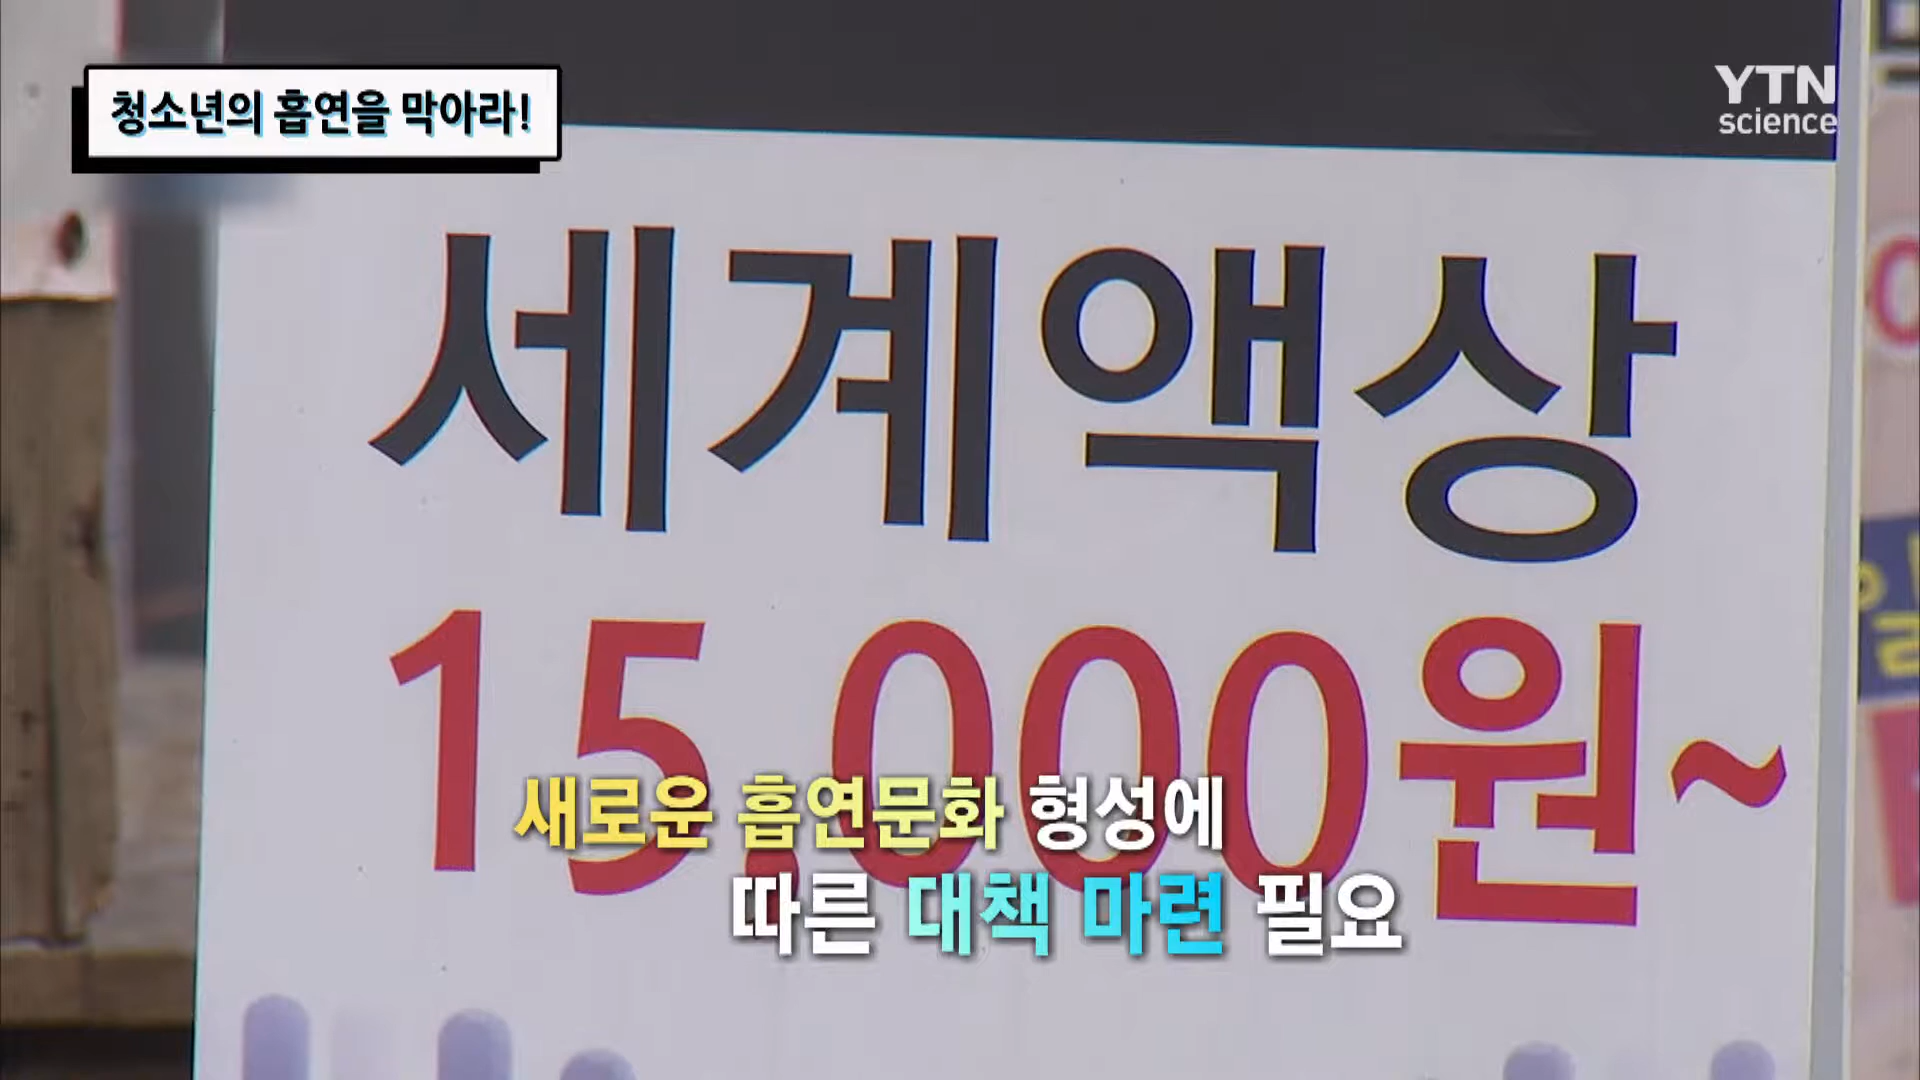 청소년의 흡연을 막아라!
YTN
science
세계액상
15,000원~
새로운 흡연문화 형성에
따른 대책 마련 필요